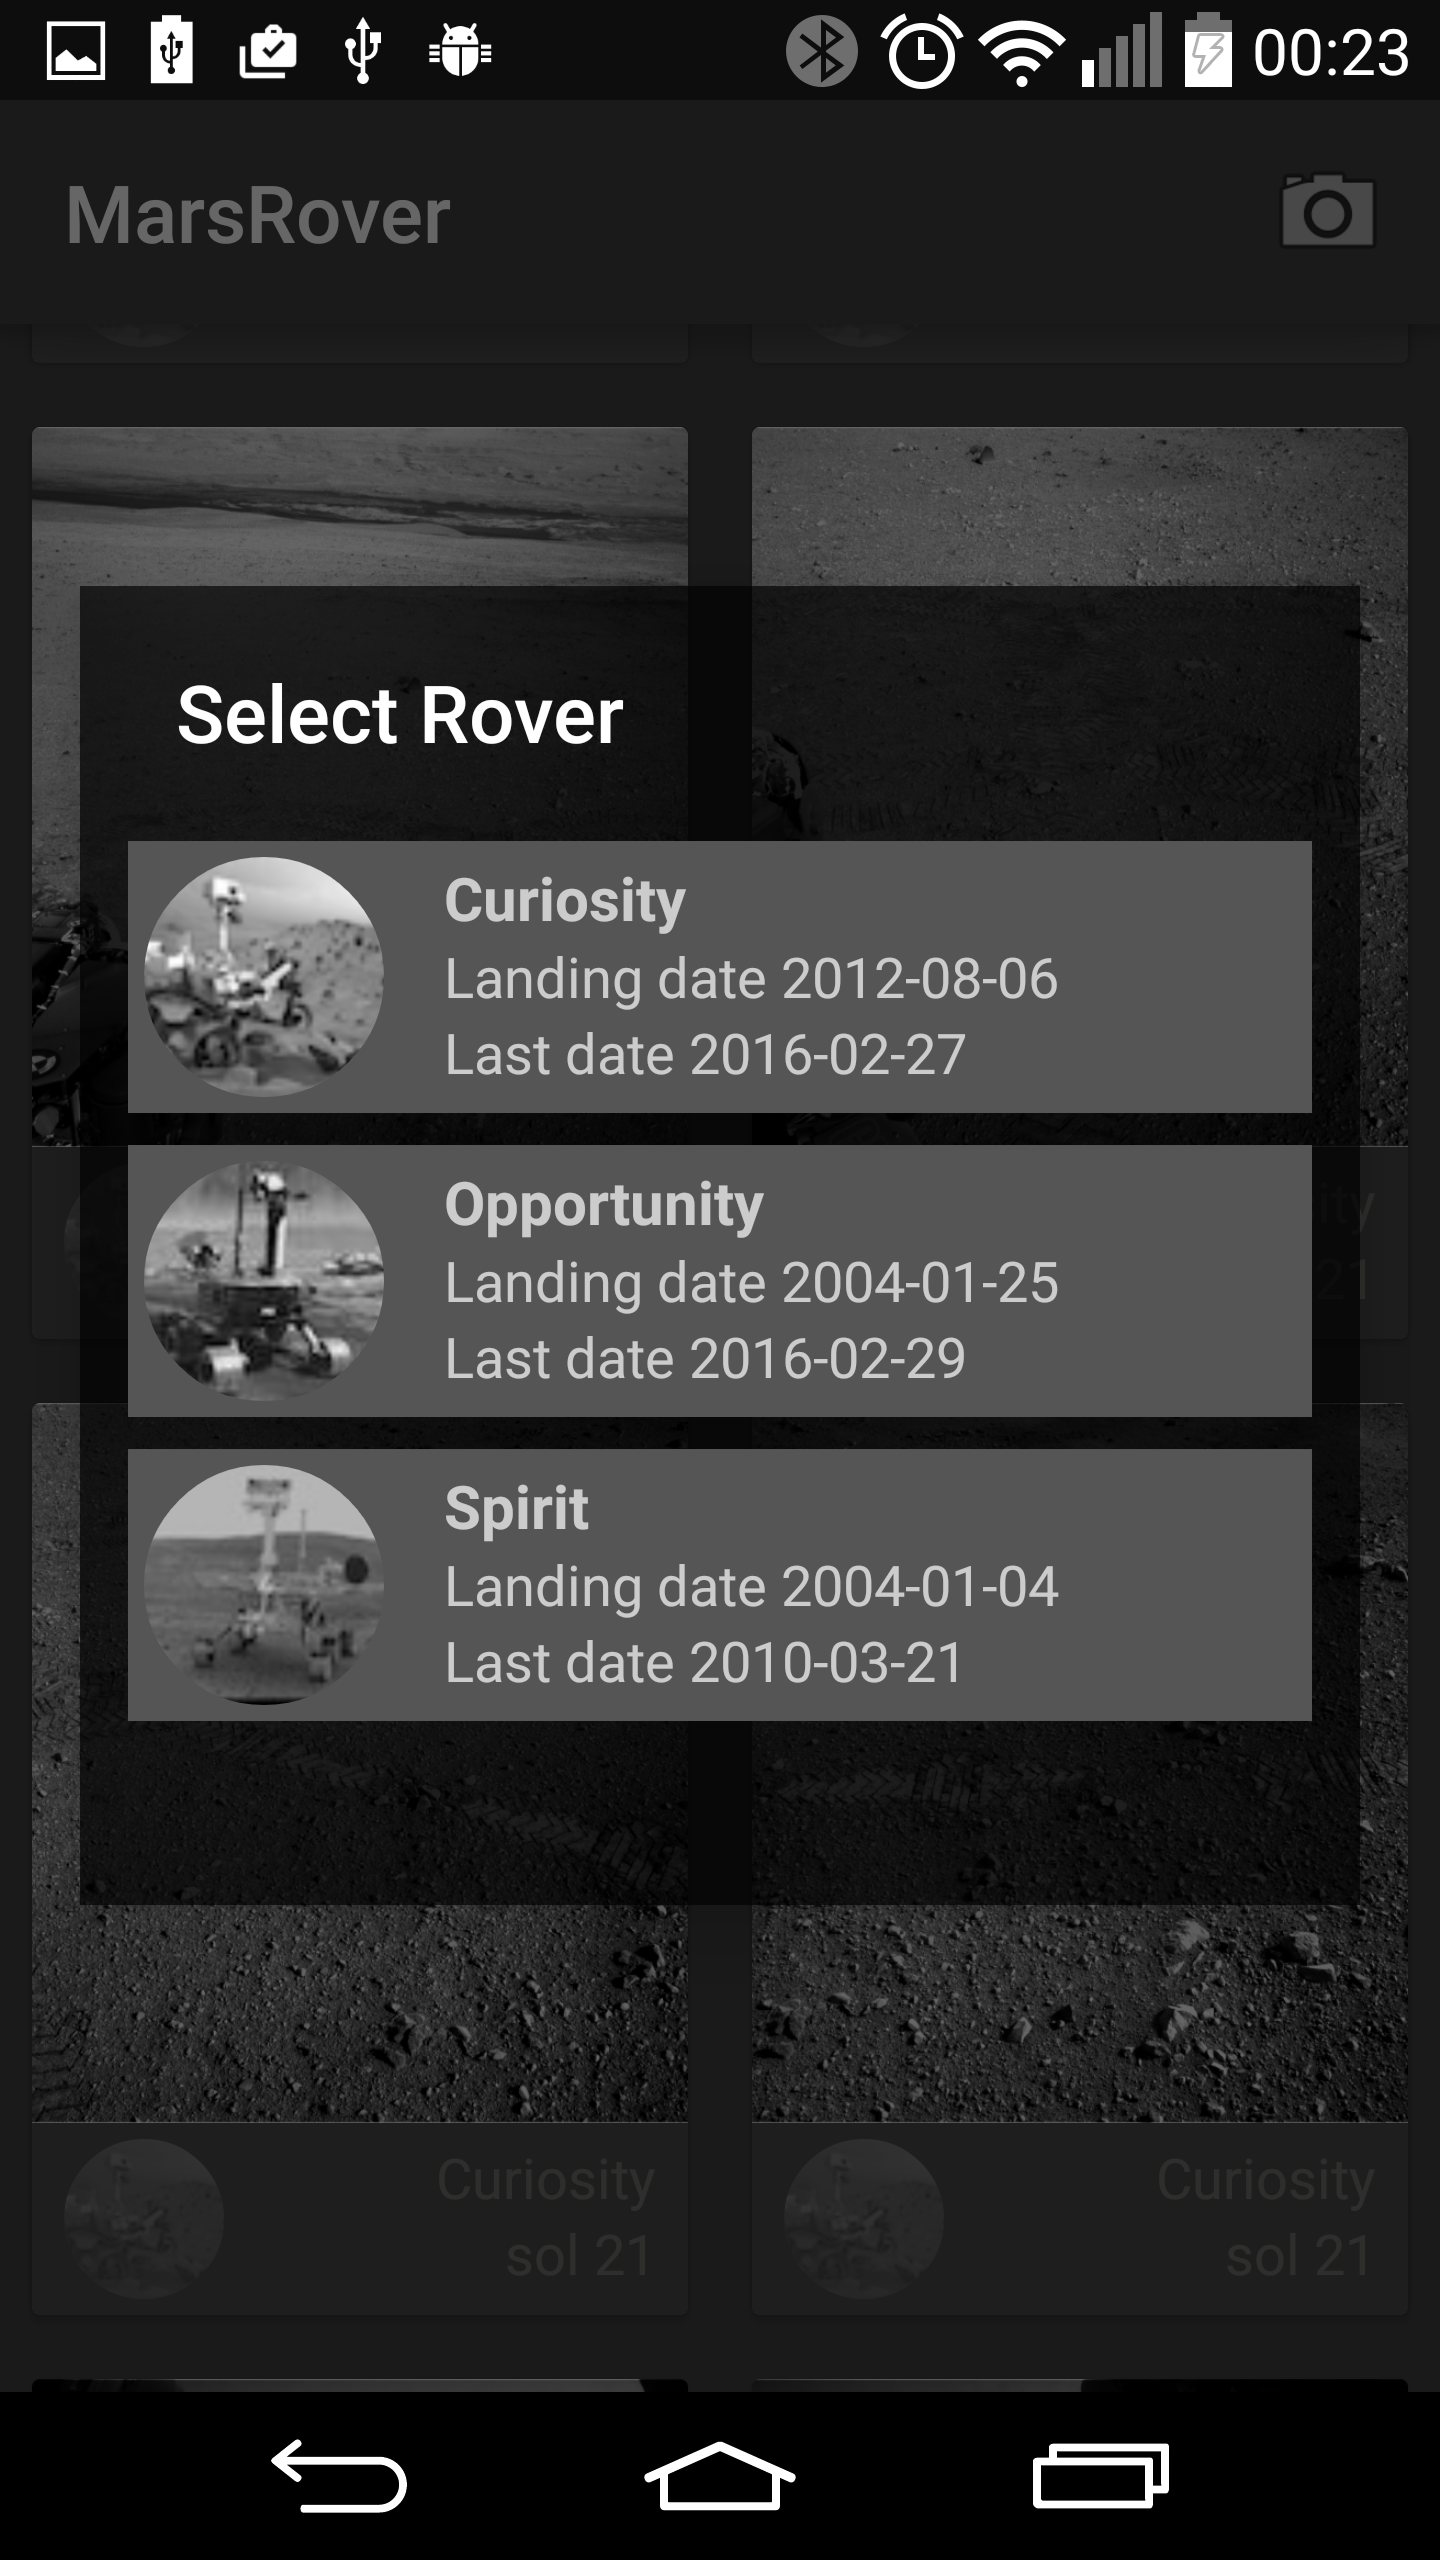 00:23
MarsRover
Select Rover
Curiosity
Landing date 2012-08-06
Last date 2016-02-27
Opportunity
Landing date 2004-01-25
Last date 2016-02-29
ity
21
Spirit
Landing date 2004-01-04
Last date 2010-03-21
Curiosity
sol 21
Curiosity
sol 21